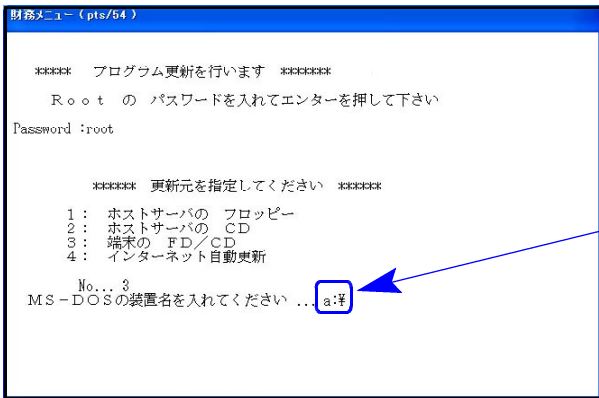 財務メニュー ( pts/54 )
***** プログラム更新を行います *******
Ｒｏｏｔ の パスワードを入れてエンターを押して下さい
Password :root
****** 更新元を指定してください ******
1： ホストサーバの フロッピー
2： ホストサーバの ＣＤ
3： 端末の ＦＤ／ＣＤ
4： インターネット自動更新
No... 3
ＭＳ－ＤＯＳの装置名を入れてください ... a:¥